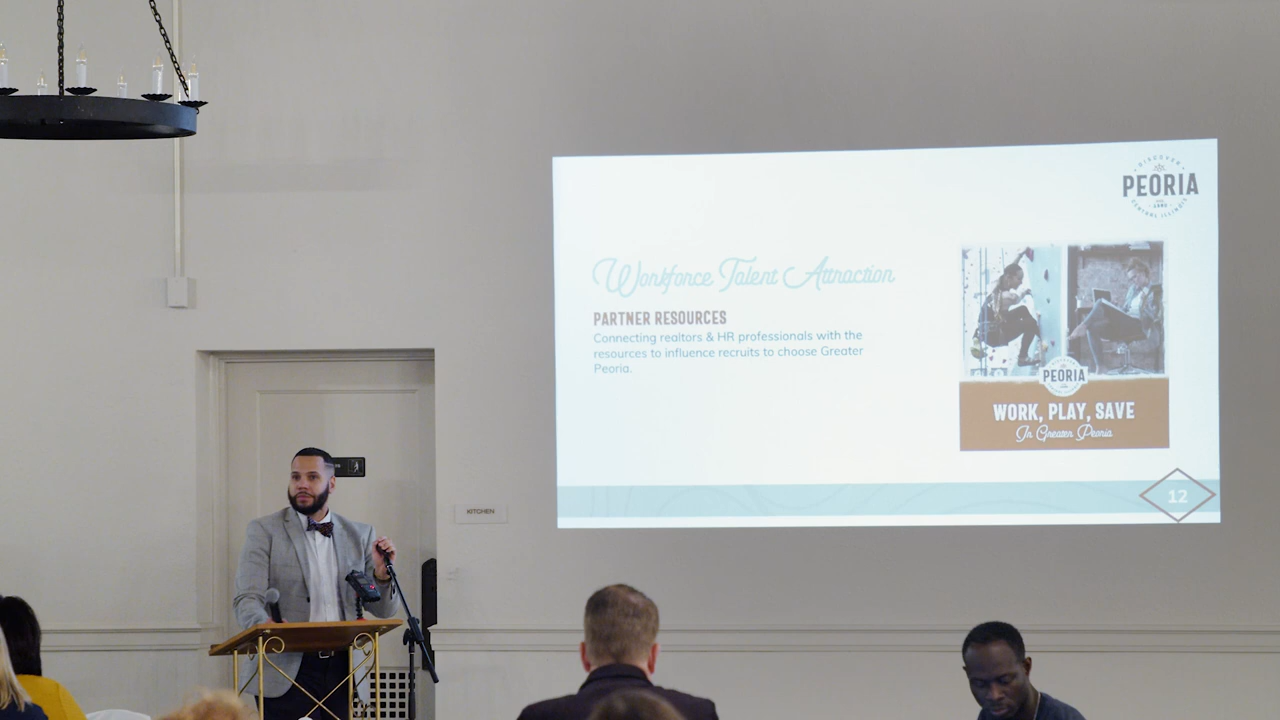 DISCOVER
PEORIA
CENTRAL ILLINOIS
Workforce Talent Attraction
PARTNER RESOURCES
Connecting realtors & HR professionals with the
resources to influence recruits to choose Greater
Peoria.
PEORIA
WORK, PLAY, SAVE
In Greater Peoria
12
KITCHEN